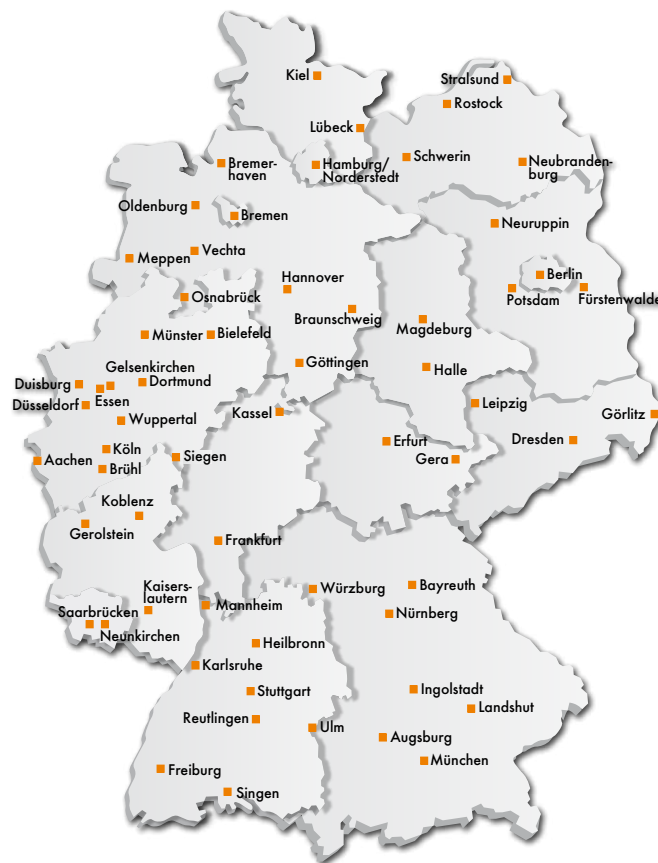 Kiel
Stralsund
Rostock
Lübeck
Schwerin
Bremer-
haven
Hamburg/
Norderstedt
Neubranden-
burg
Oldenburg
Bremen
Neuruppin
Vechta
Meppen
Berlin
Hannover
Osnabrück
Potsdam
Fürstenwalde
Braunschweig
Magdeburg
Münster
Bielefeld
Göttingen
Halle
Gelsenkirchen
Duisburg
Dortmund
Essen
Düsseldorf
Leipzig
Kassel
Görlitz
Wuppertal
Erfurt
Dresden
Köln
Siegen
Gera
Aachen
Brühl
Koblenz
Gerolstein
Frankfurt
Kaisers-
lautern
Würzburg
Bayreuth
Mannheim
Saarbrücken
Nürnberg
Neunkirchen
Heilbronn
Karlsruhe
Stuttgart
Ingolstadt
Landshut
Reutlingen
Ulm
Augsburg
München
Freiburg
Singen